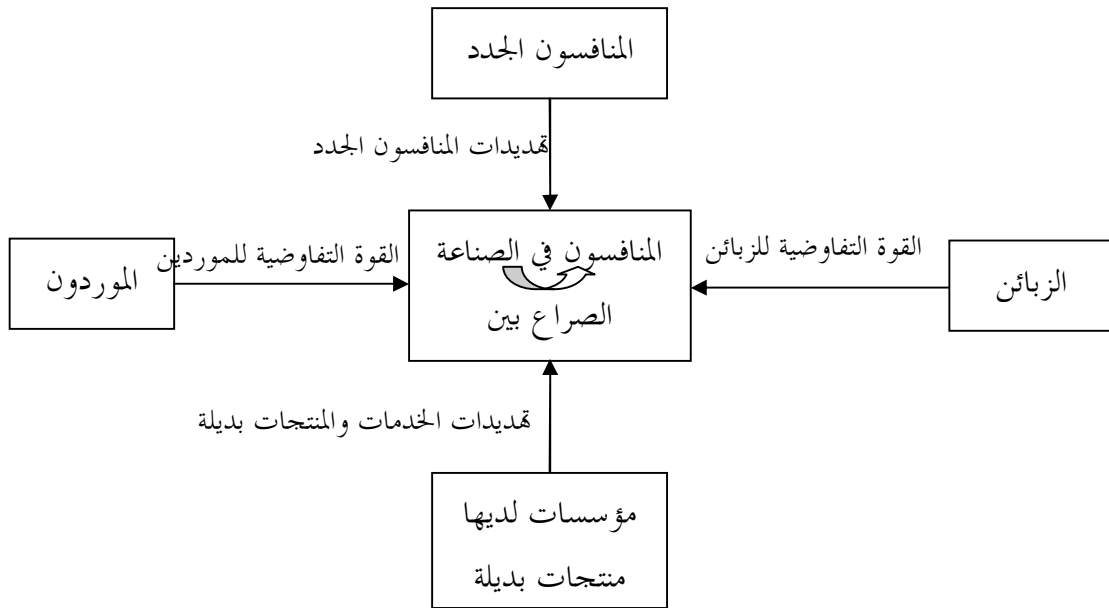 المنافسون الجدد
تهديدات المنافسون الجدد
القوة التفاوضية للزبائن
المنافسون في الصناعة
القوة التفاوضية للموردين
الزبائن
الموردون
الصراع بين
تهديدات الخدمات والمنتجات بديلة
مؤسسات لديها
منتجات بديلة